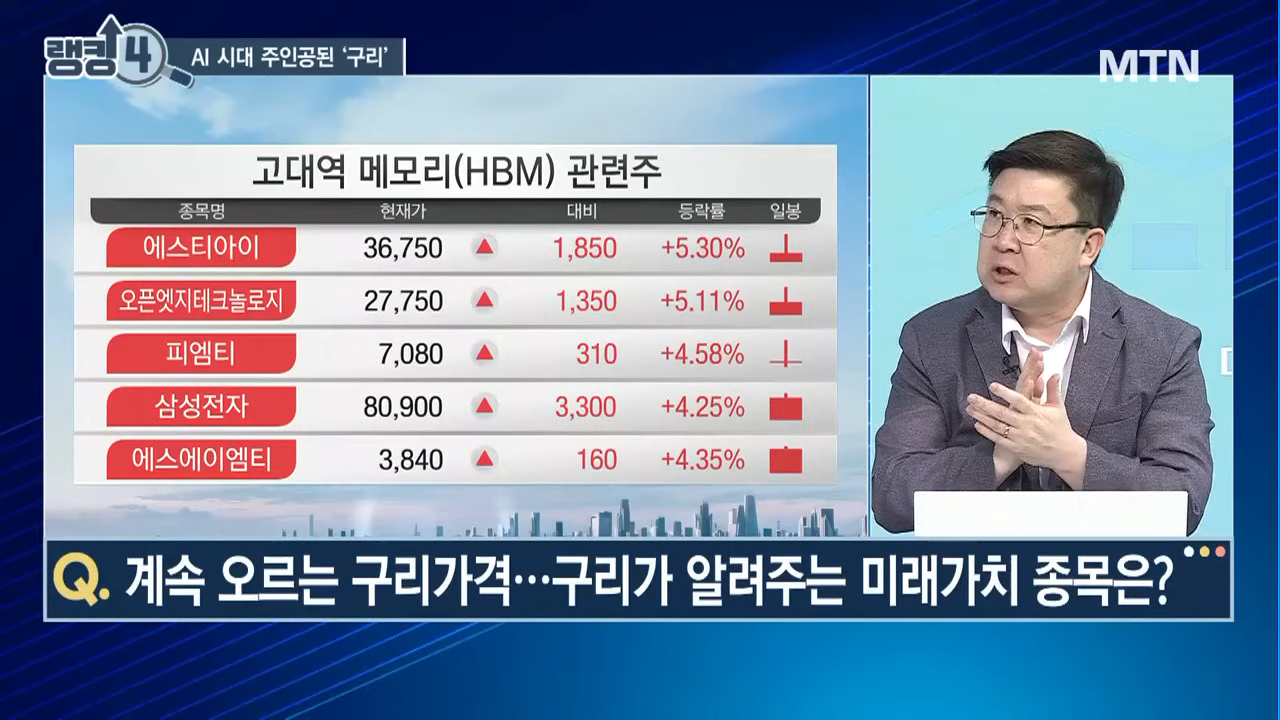 랭킹4
AI 시대 주인공된 ‘구리’
MTN
고대역 메모리(HBM) 관련주
종목명 현재가 대비 등락률 일봉
에스티아이 36,750 ▲ 1,850 +5.30%
오픈엣지테크놀로지 27,750 ▲ 1,350 +5.11%
피엠티 7,080 ▲ 310 +4.58%
삼성전자 80,900 ▲ 3,300 +4.25%
에스에이엠티 3,840 ▲ 160 +4.35%
Q. 계속 오르는 구리가격…구리가 알려주는 미래가치 종목은?